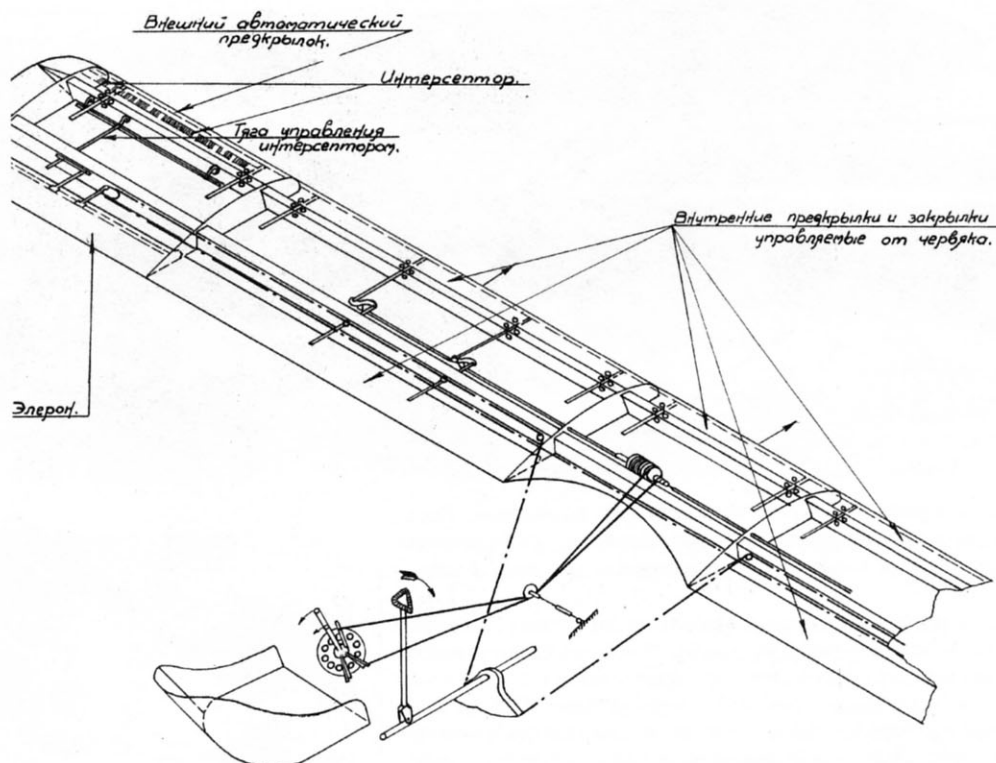 Внешний автоматический
предкрылок.
Интерсептор.
Тяга управления
интерсептором.
Внутренние предкрылки и закрылки
управляемые от червяка.
Элерон.